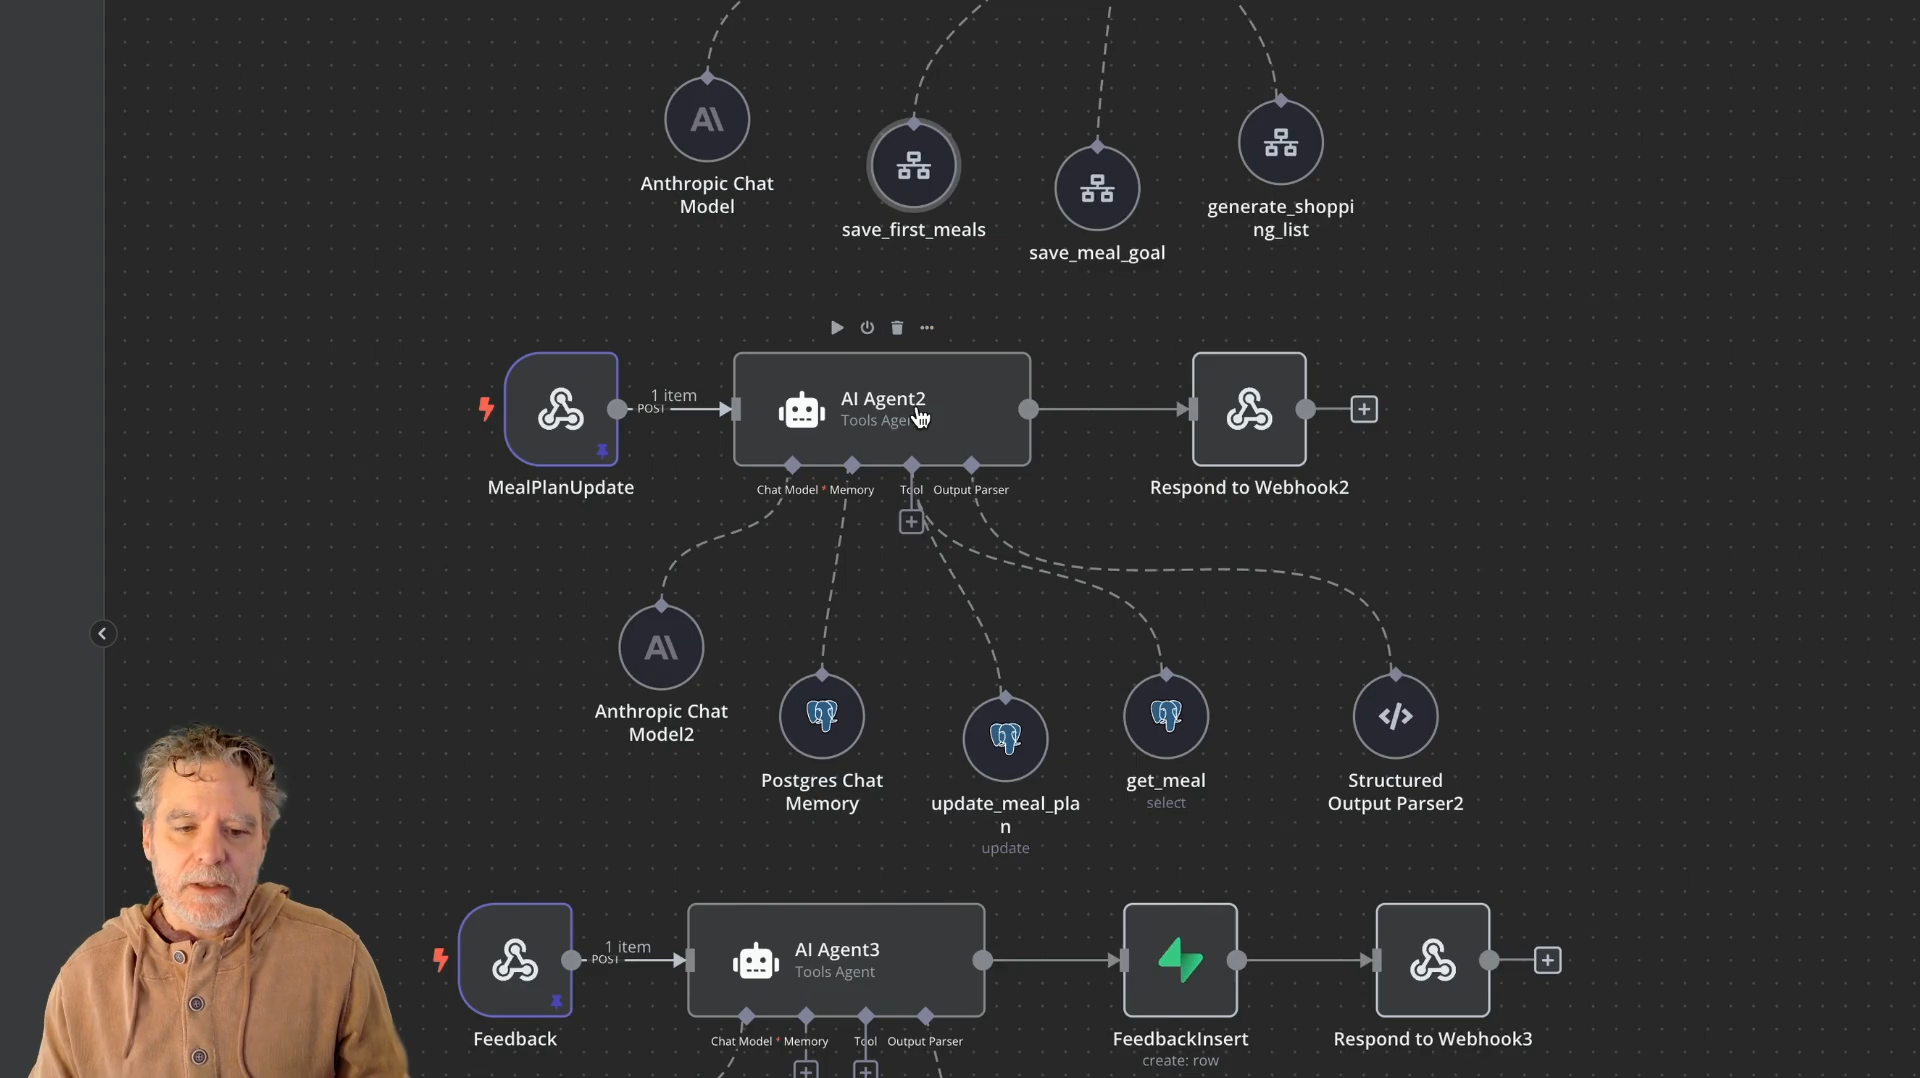 Anthropic Chat
Model
save_first_meals
save_meal_goal
generate_shoppi
ng_list
1 item
POST
AI Agent2
Tools Agen
MealPlanUpdate
Respond to Webhook2
Chat Model * Memory
Tool
Output Parser
Anthropic Chat
Model2
Postgres Chat
Memory
update_meal_pla
n
update
get_meal
select
Structured
Output Parser2
1 item
POST
AI Agent3
Tools Agent
Feedback
FeedbackInsert
create: row
Respond to Webhook3
Chat Model * Memory
Tool
Output Parser